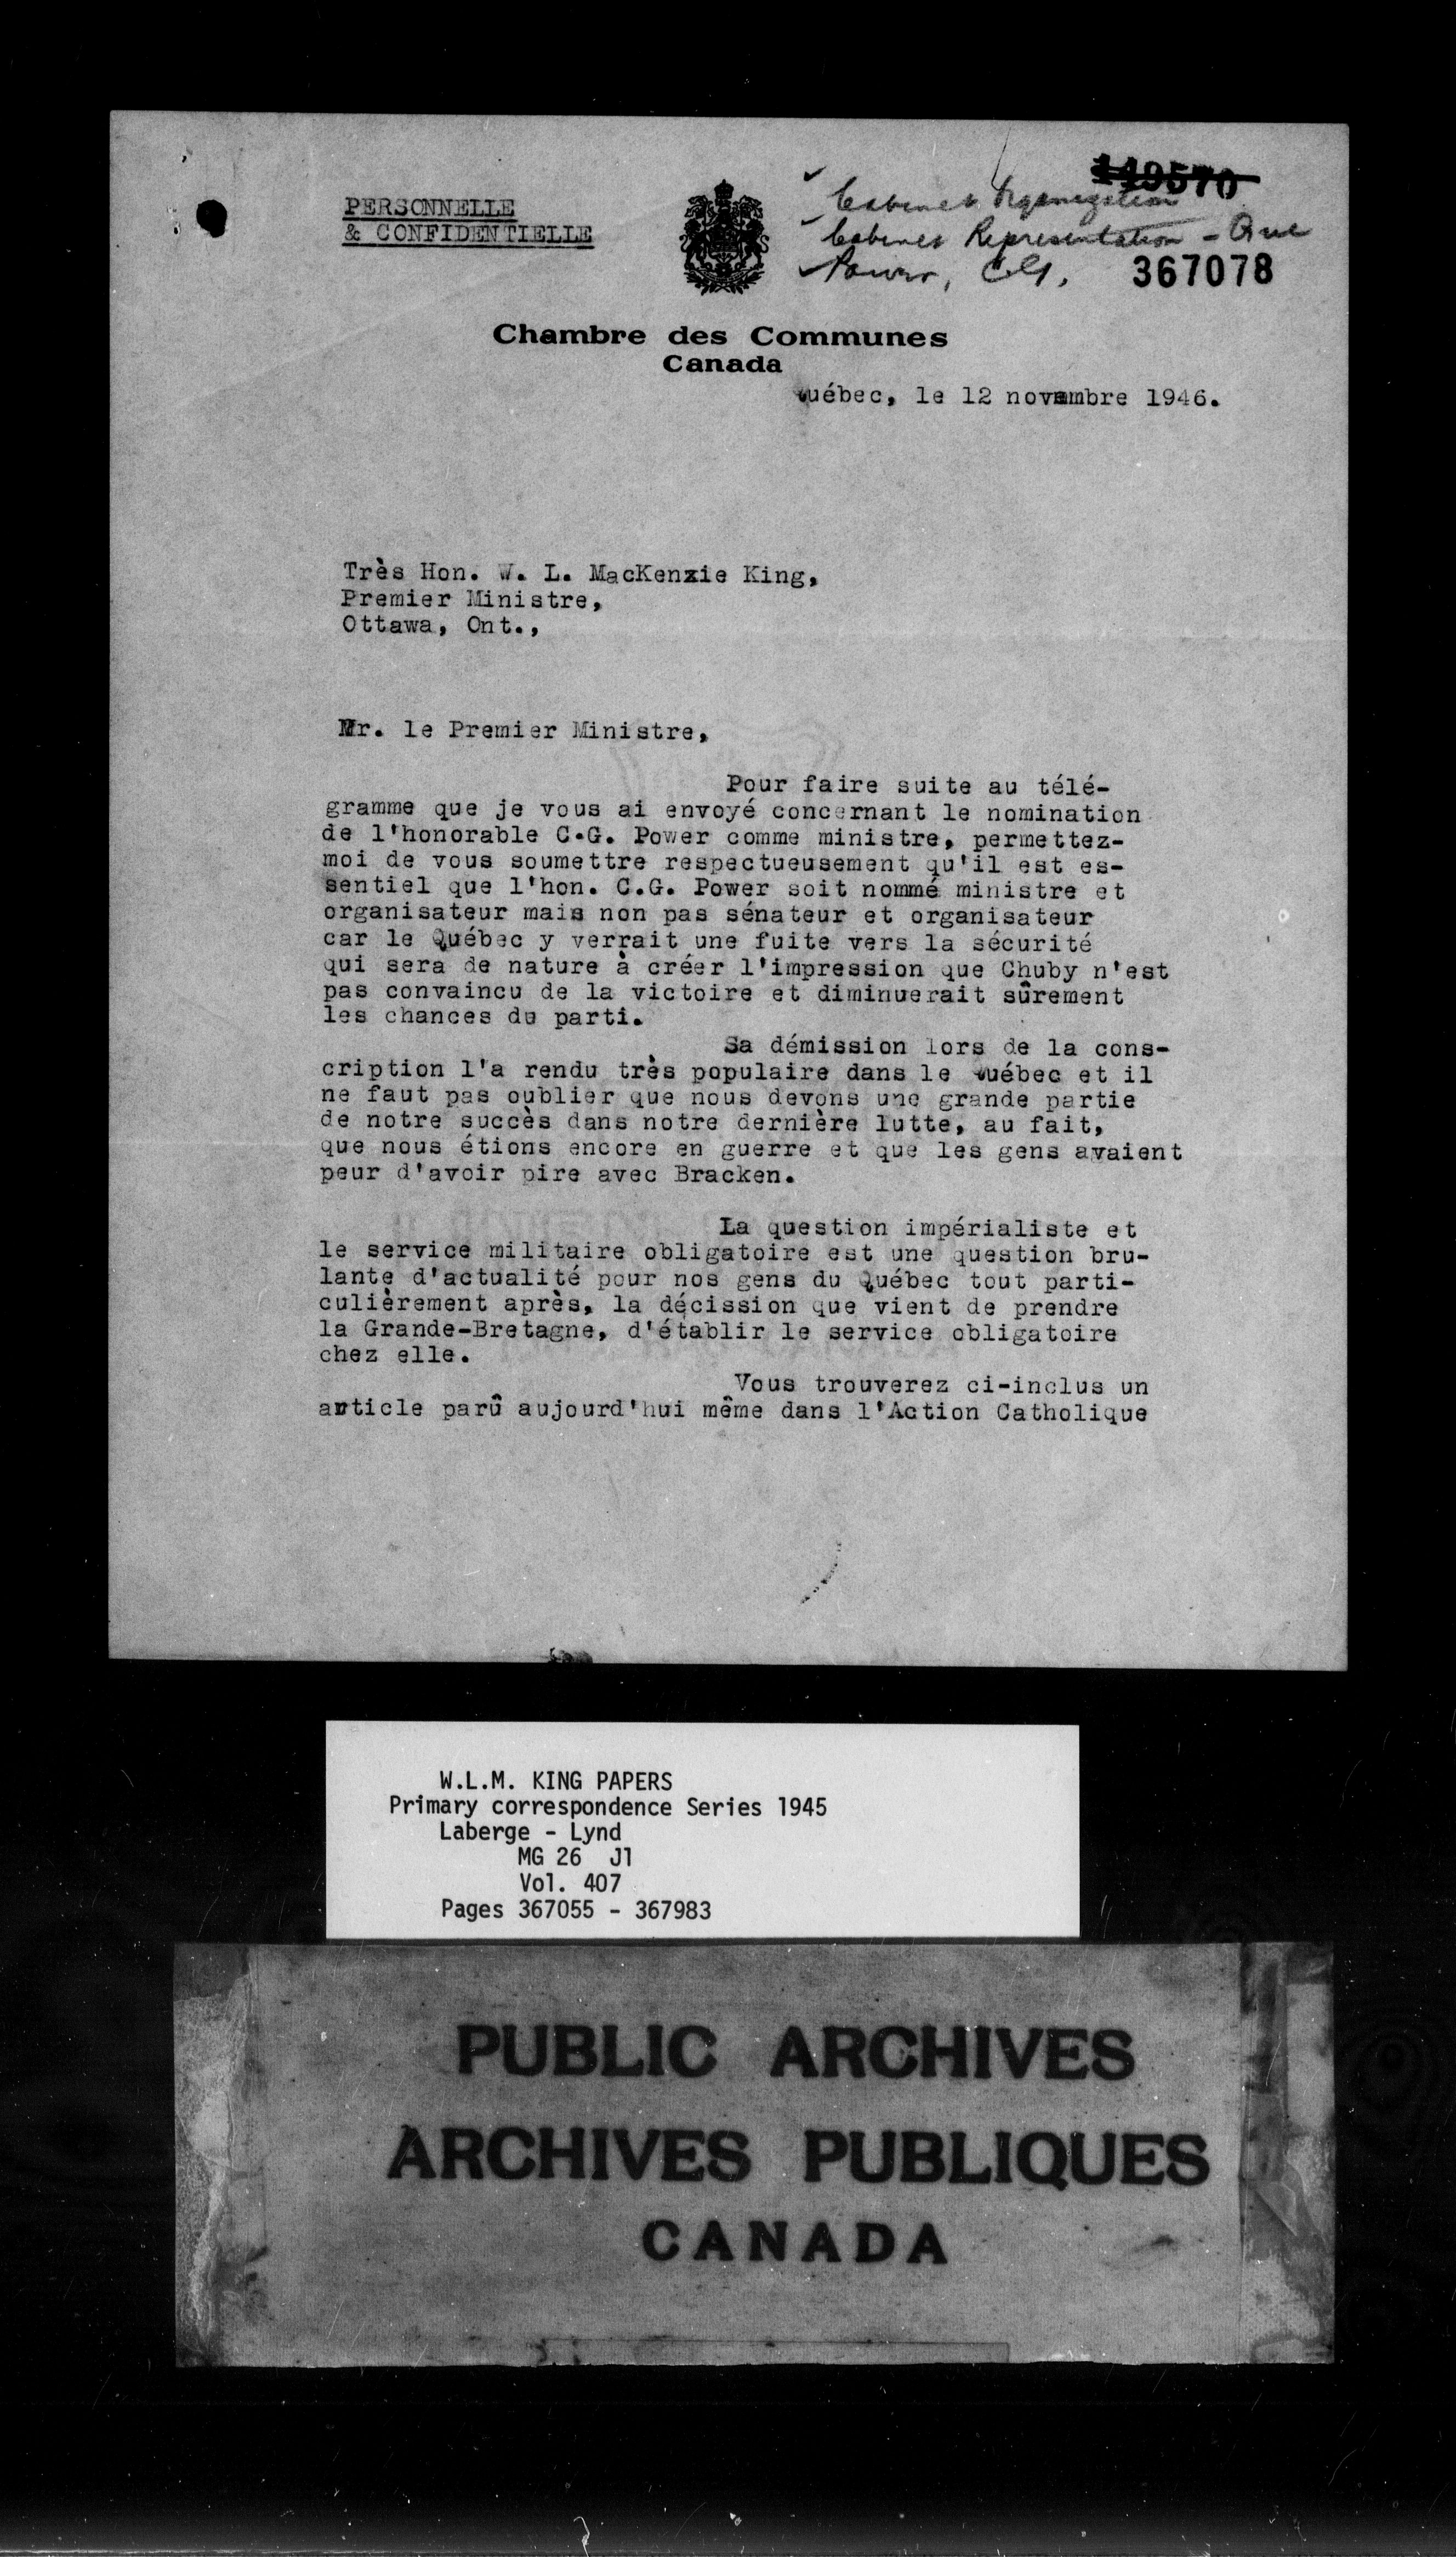 PERSONNELLE
& CONFIDENTIELLE
149570
Cabinet Organization
Cabinet Representation - Que
Power, C.G.
367078
Chambre des Communes
Canada
Québec, le 12 novembre 1946.
Très Hon. W. L. MacKenzie King,
Premier Ministre,
Ottawa, Ont.,
Mr. le Premier Ministre,
Pour faire suite au télé-
gramme que je vous ai envoyé concernant le nomination
de l'honorable C.G. Power comme ministre, permettez-
moi de vous soumettre respectueusement qu'il est es-
sentiel que l'hon. C.G. Power soit nommé ministre et
organisateur mais non pas sénateur et organisateur
car le Québec y verrait une fuite vers la sécurité
qui sera de nature à créer l'impression que Chuby n'est
pas convaincu de la victoire et diminuerait sûrement
les chances du parti.
Sa démission lors de la cons-
cription l'a rendu très populaire dans le Québec et il
ne faut pas oublier que nous devons une grande partie
de notre succès dans notre dernière lutte, au fait,
que nous étions encore en guerre et que les gens avaient
peur d'avoir pire avec Bracken.
La question impérialiste et
le service militaire obligatoire est une question bru-
lante d'actualité pour nos gens du Québec tout parti-
culièrement après, la décission que vient de prendre
la Grande-Bretagne, d'établir le service obligatoire
chez elle.
Vous trouverez ci-inclus un
article parû aujourd'hui même dans l'Action Catholique
W.L.M. KING PAPERS
Primary correspondence Series 1945
Laberge - Lynd
MG 26 J1
Vol. 407
Pages 367055 - 367983
PUBLIC ARCHIVES
ARCHIVES PUBLIQUES
CANADA